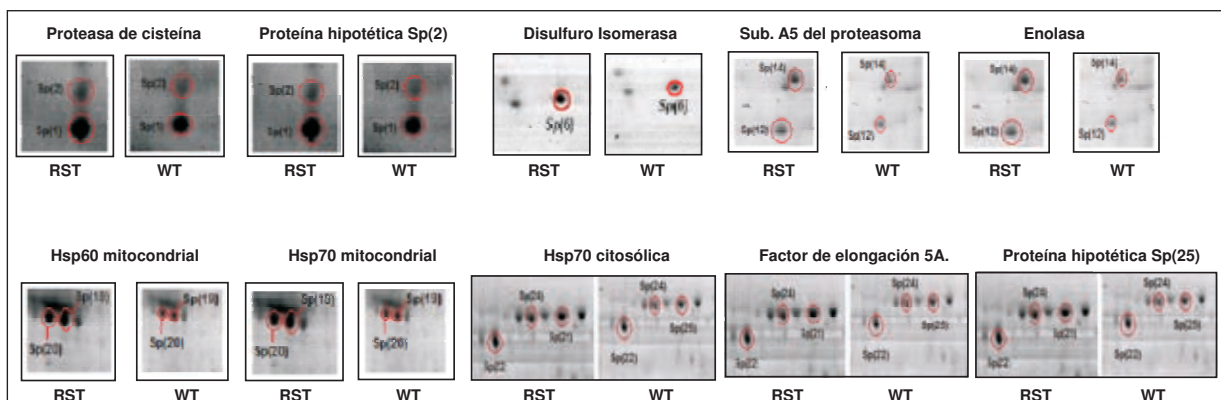 Proteasa de cisteína Proteína hipotética Sp(2) Disulfuro Isomerasa Sub. A5 del proteasoma Enolasa
Sp(2) Sp(2) Sp(2) Sp(2) Sp(14) Sp(14) Sp(14) Sp(14)
Sp(1) Sp(1) Sp(1) Sp(1) Sp(6) Sp(6) Sp(12) Sp(12) Sp(12) Sp(12)
RST WT RST WT RST WT RST WT RST WT
Hsp60 mitocondrial Hsp70 mitocondrial Hsp70 citosólica Factor de elongación 5A. Proteína hipotética Sp(25)
Sp(19) Sp(19) Sp(19) Sp(19) Sp(24) Sp(24) Sp(24) Sp(24) Sp(24) Sp(24)
Sp(20) Sp(20) Sp(20) Sp(20) Sp(21) Sp(25) Sp(21) Sp(25) Sp(21) Sp(25)
Sp(22) Sp(22) Sp(22) Sp(22)
RST WT RST WT RST WT RST WT RST WT